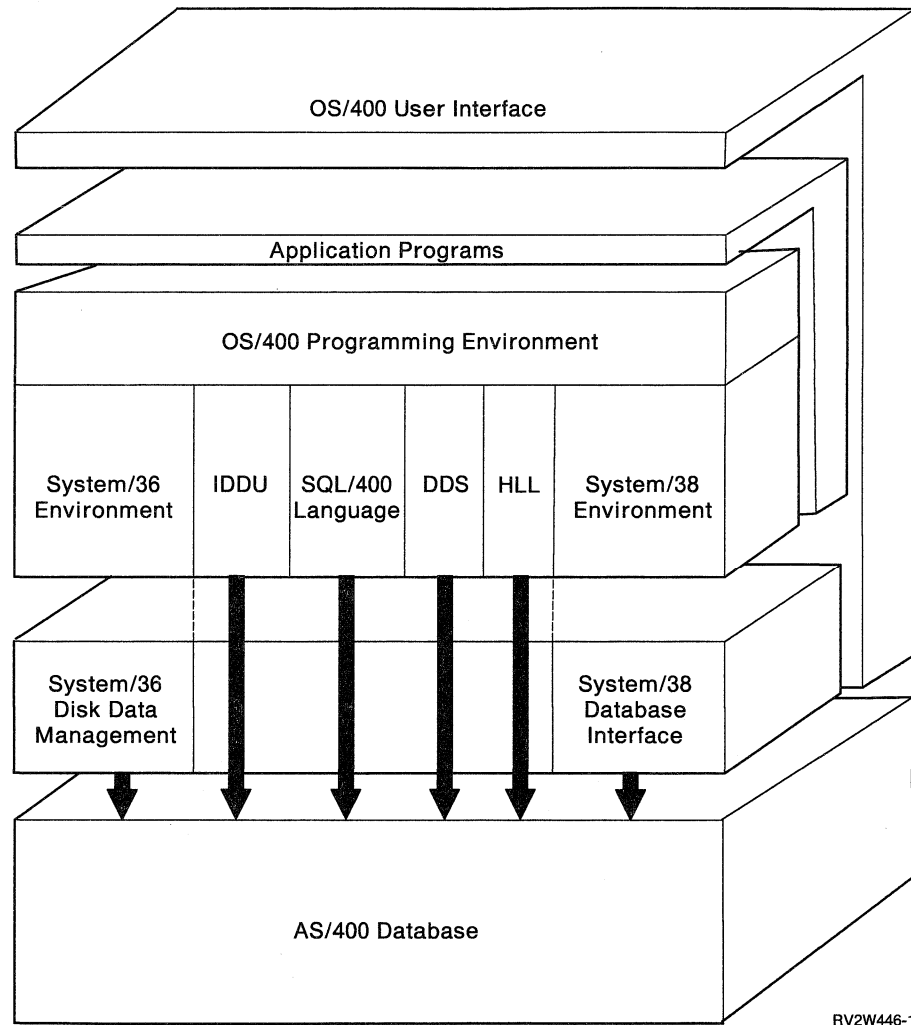 OS/400 User Interface
Application Programs
OS/400 Programming Environment
System/36
Environment
IDDU
SQL/400
Language
DDS
HLL
System/38
Environment
System/36
Disk Data
Management
System/38
Database
Interface
AS/400 Database